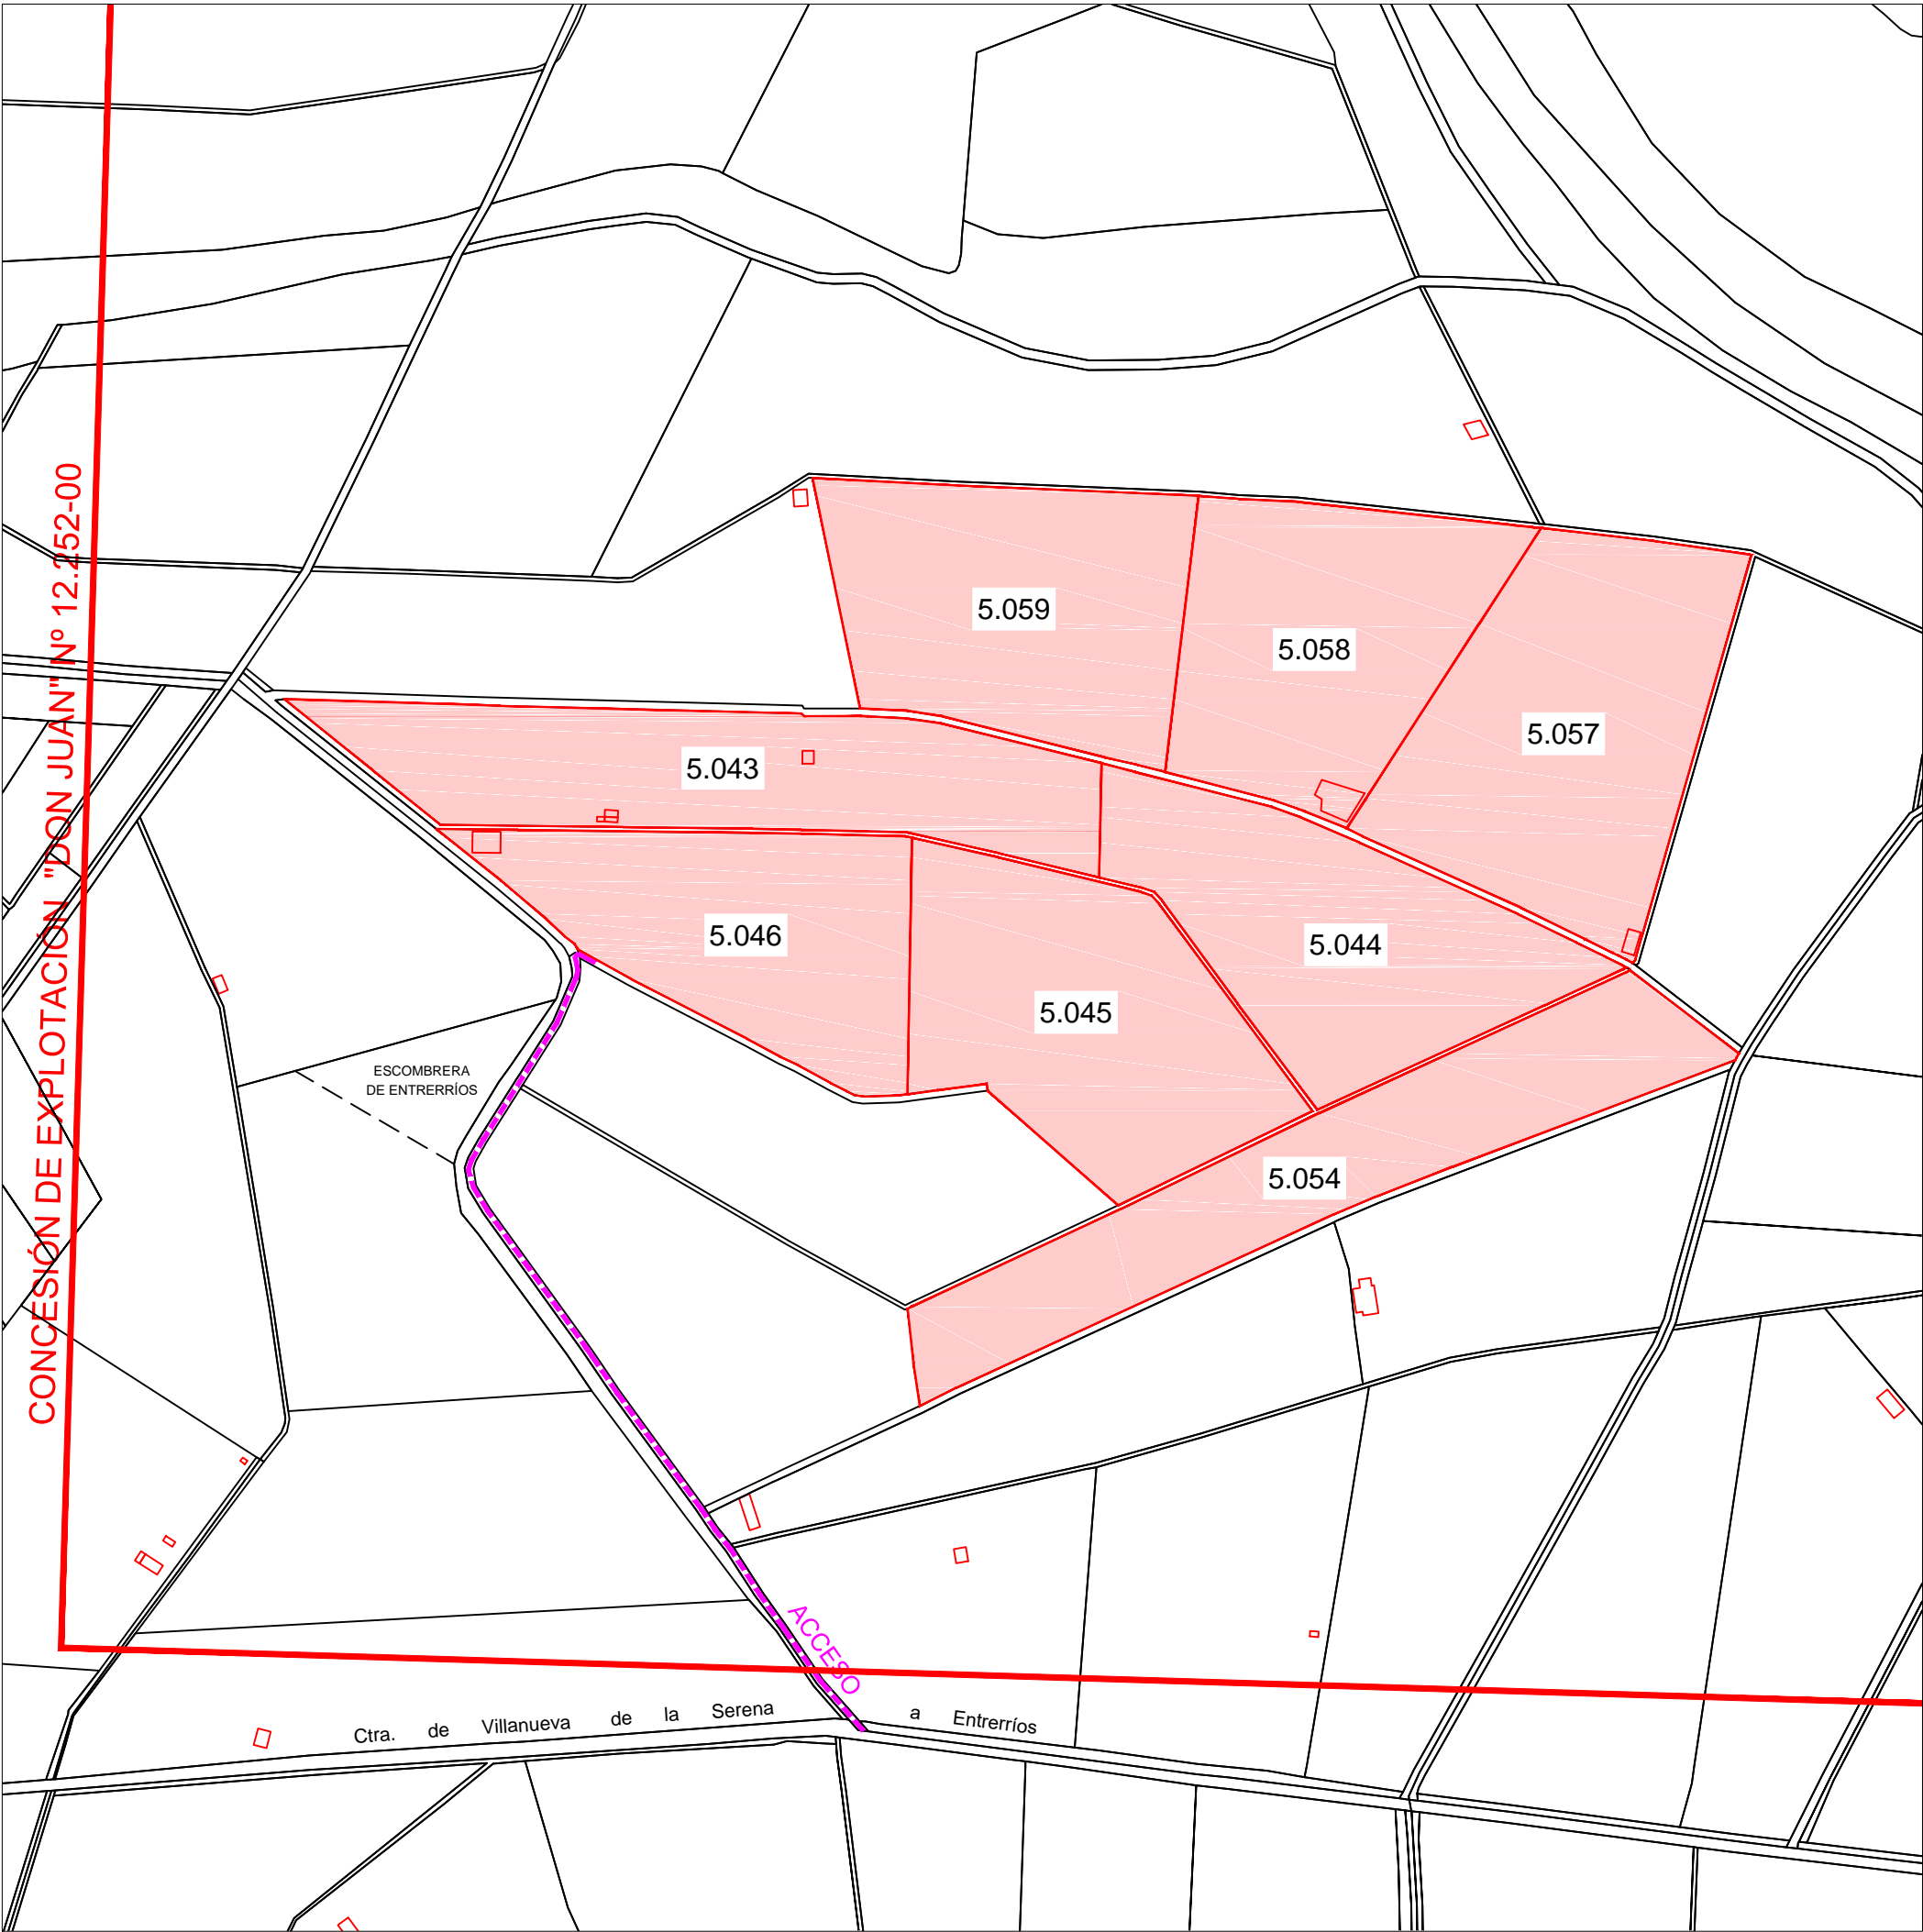 CONCESIÓN DE EXPLOTACIÓN "DON JUAN" Nº 12.252-00
5.059
5.058
5.057
5.043
5.046
5.044
5.045
5.054
ESCOMBRERA
DE ENTRERRÍOS
ACCESO
Ctra. de Villanueva de la Serena a Entrerríos